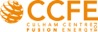 CCFE
CULHAM CENTRE
FUSION ENERGY